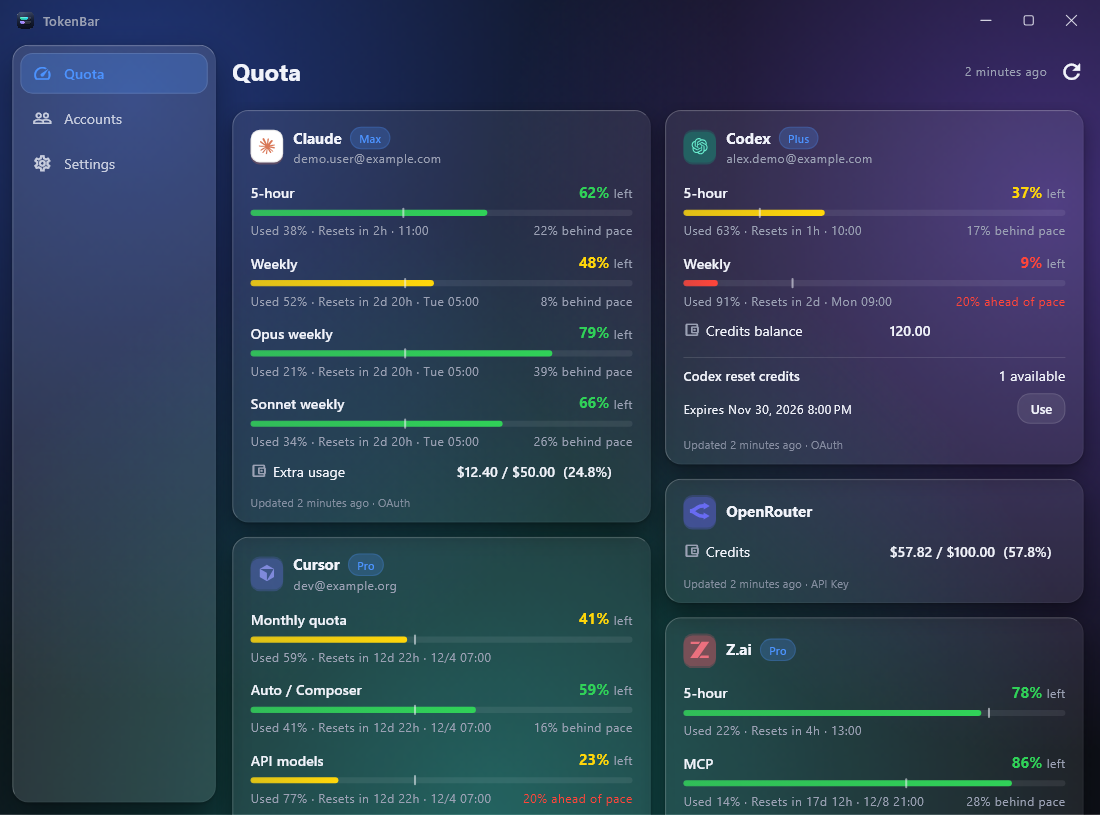 TokenBar
Quota
Accounts
Settings
Quota
2 minutes ago
Claude Max
demo.user@example.com
5-hour 62% left
Used 38% · Resets in 2h · 11:00 22% behind pace
Weekly 48% left
Used 52% · Resets in 2d 20h · Tue 05:00 8% behind pace
Opus weekly 79% left
Used 21% · Resets in 2d 20h · Tue 05:00 39% behind pace
Sonnet weekly 66% left
Used 34% · Resets in 2d 20h · Tue 05:00 26% behind pace
Extra usage $12.40 / $50.00 (24.8%)
Updated 2 minutes ago · OAuth
Cursor Pro
dev@example.org
Monthly quota 41% left
Used 59% · Resets in 12d 22h · 12/4 07:00
Auto / Composer 59% left
Used 41% · Resets in 12d 22h · 12/4 07:00 16% behind pace
API models 23% left
Used 77% · Resets in 12d 22h · 12/4 07:00 20% ahead of pace
Codex Plus
alex.demo@example.com
5-hour 37% left
Used 63% · Resets in 1h · 10:00 17% behind pace
Weekly 9% left
Used 91% · Resets in 2d · Mon 09:00 20% ahead of pace
Credits balance 120.00
Codex reset credits 1 available
Expires Nov 30, 2026 8:00 PM Use
Updated 2 minutes ago · OAuth
OpenRouter
Credits $57.82 / $100.00 (57.8%)
Updated 2 minutes ago · API Key
Z.ai Pro
5-hour 78% left
Used 22% · Resets in 4h · 13:00
MCP 86% left
Used 14% · Resets in 17d 12h · 12/8 21:00 28% behind pace